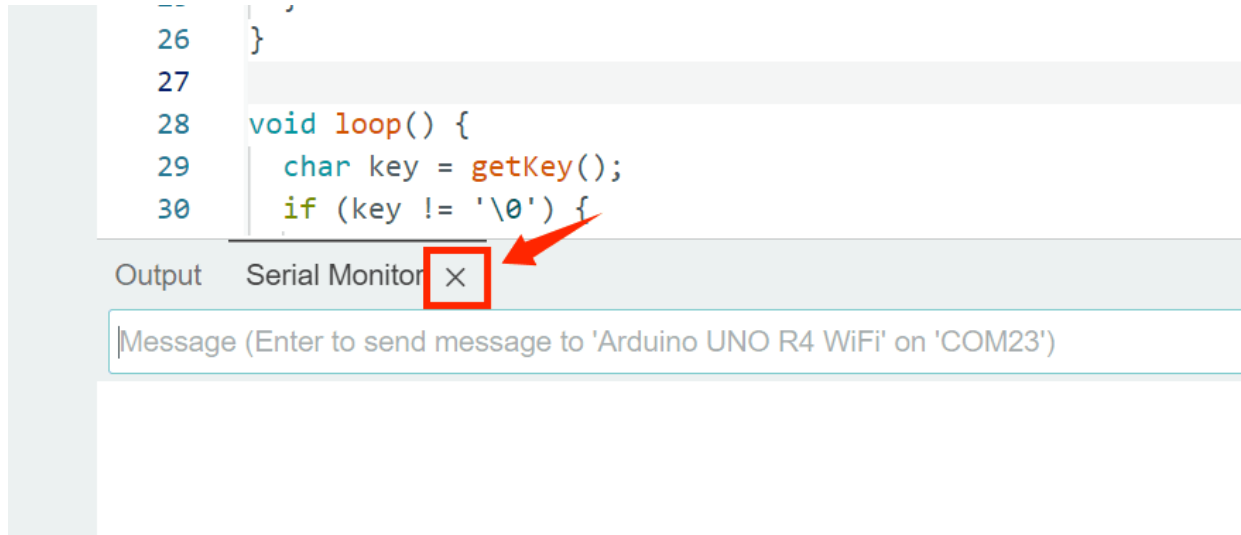 26 }
27
28 void loop() {
29 char key = getKey();
30 if (key != '\0') {
Output Serial Monitor ×
Message (Enter to send message to 'Arduino UNO R4 WiFi' on 'COM23')